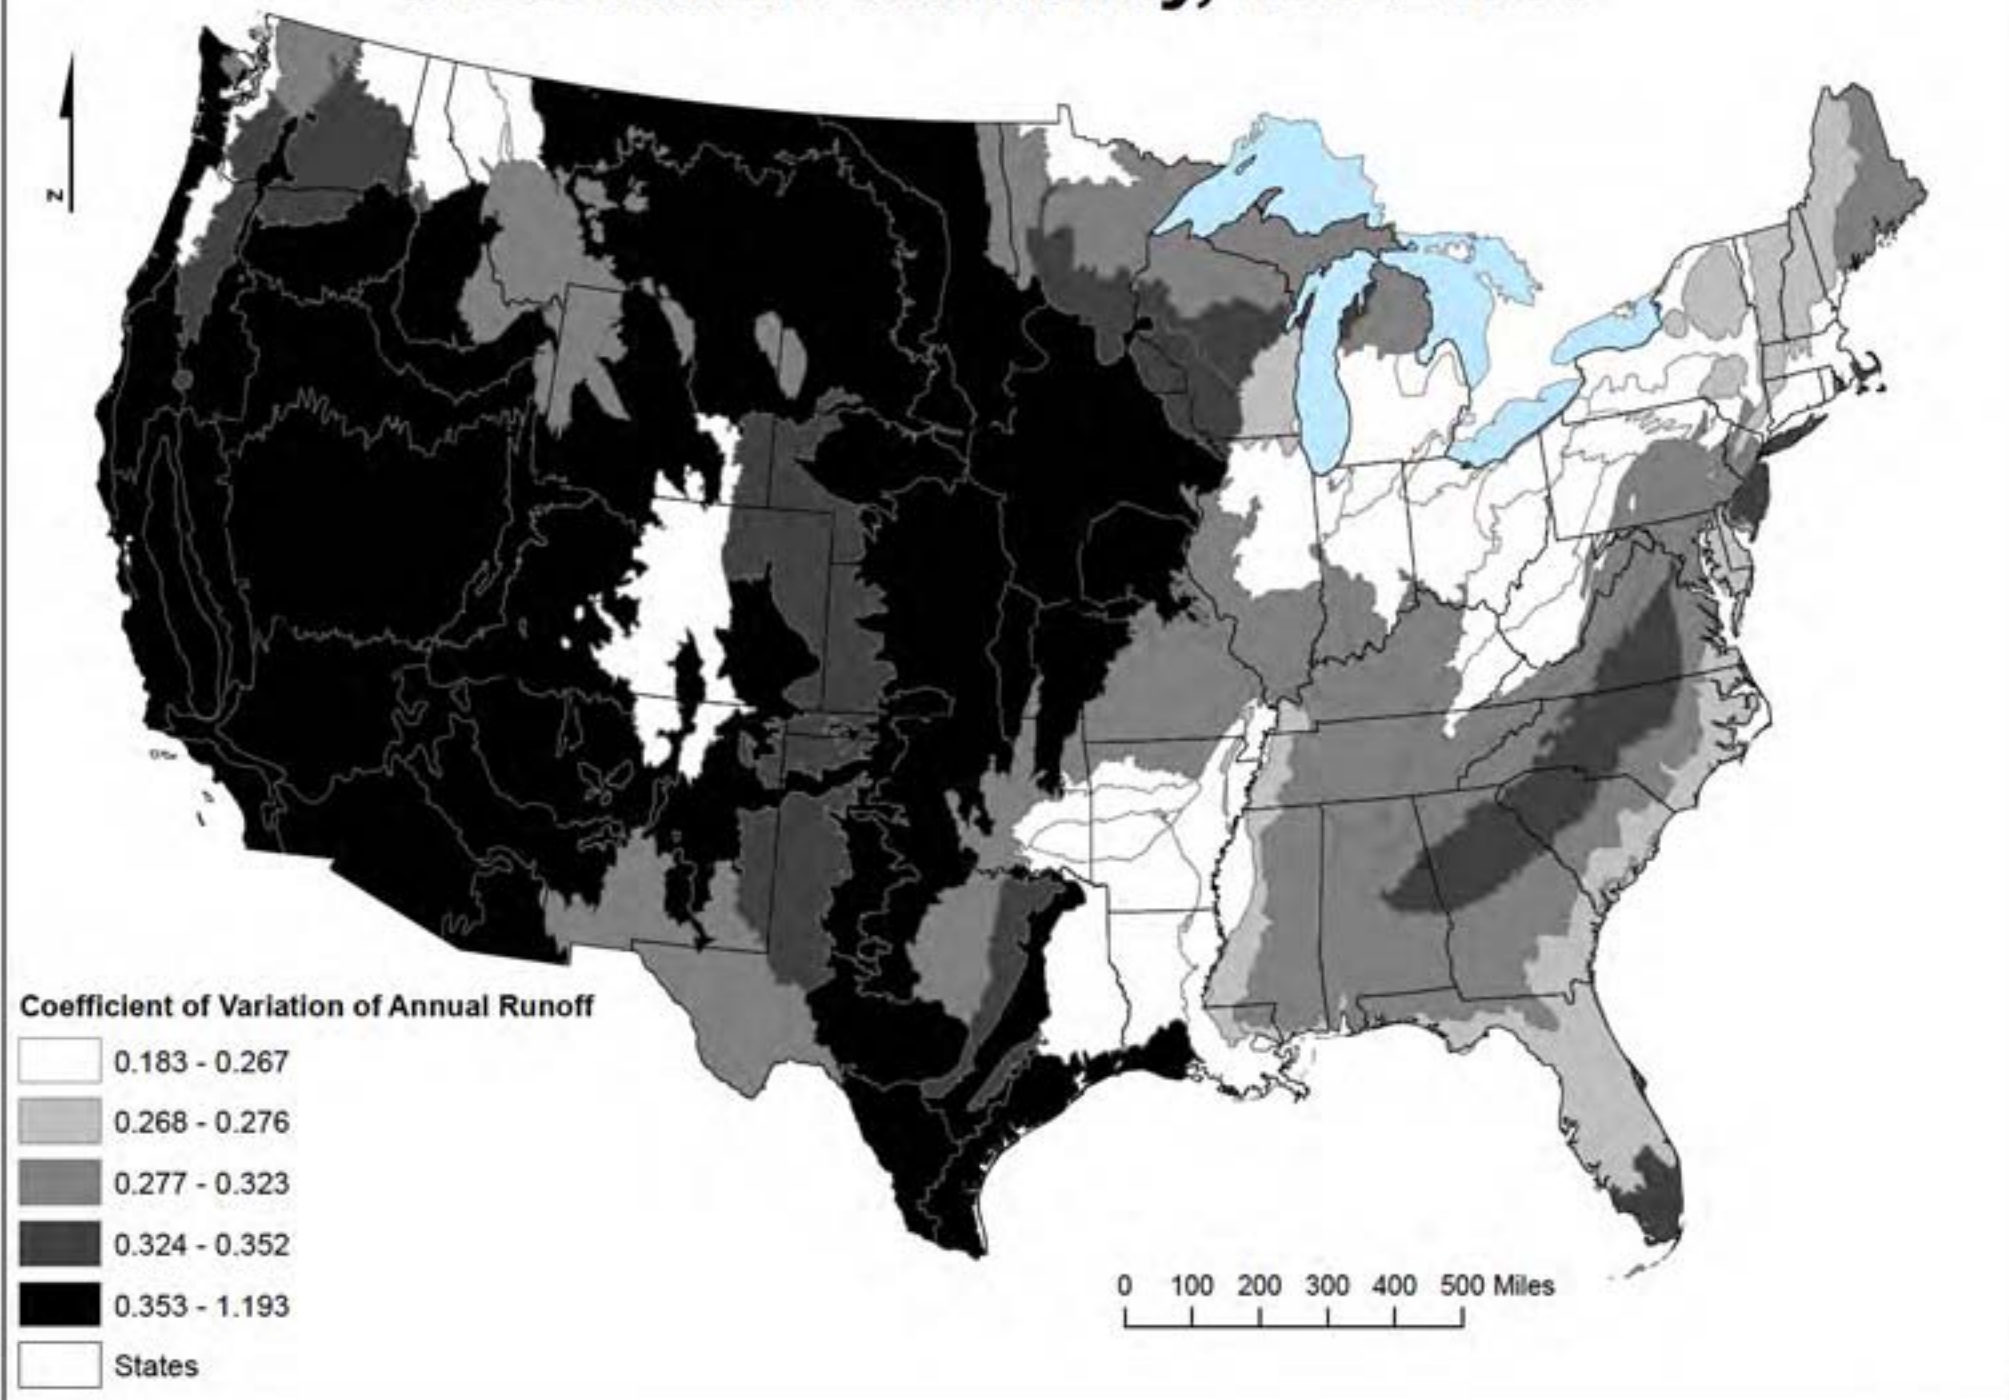 N
Coefficient of Variation of Annual Runoff
0.183 - 0.267
0.268 - 0.276
0.277 - 0.323
0.324 - 0.352
0.353 - 1.193
States
0 100 200 300 400 500 Miles